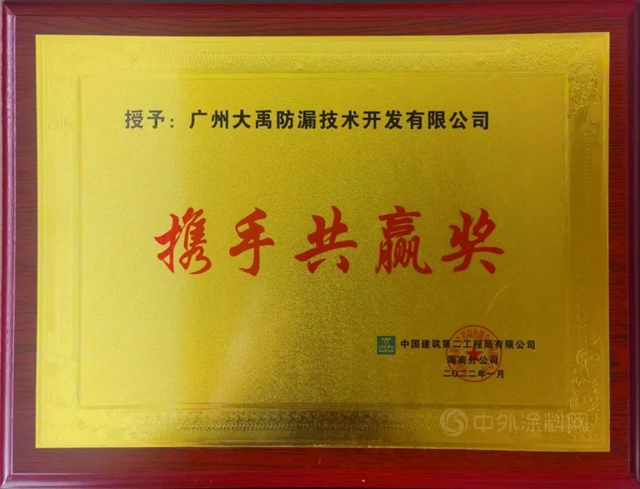 授予：广州大禹防漏技术开发有限公司
携手共赢奖
中国建筑第二工程局有限公司
海南分公司
二〇二二年一月
中外涂料网